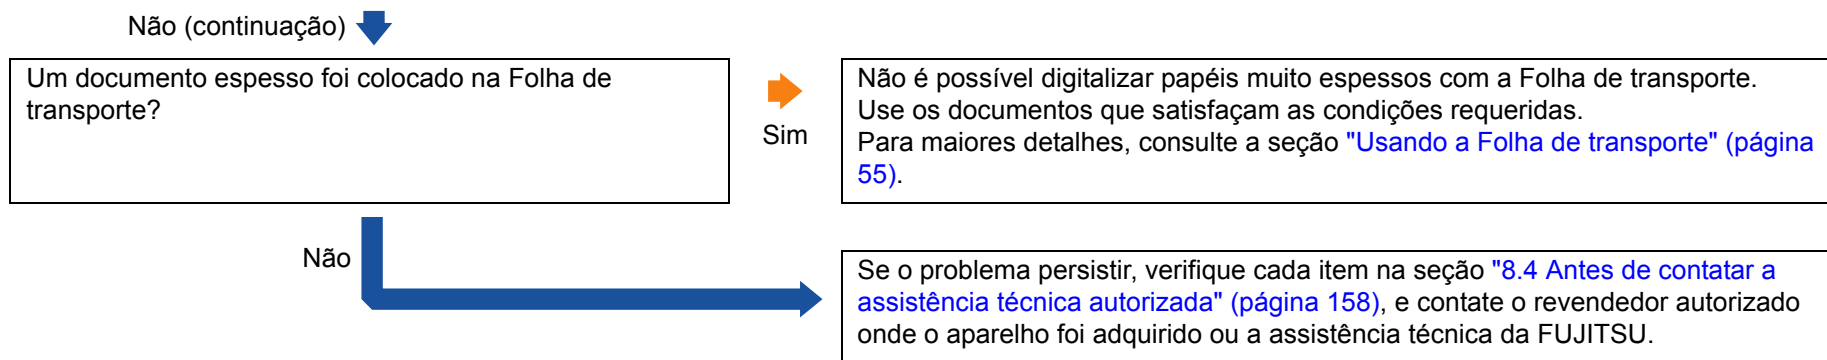 Não (continuação)
Um documento espesso foi colocado na Folha de
transporte?
Sim
Não é possível digitalizar papéis muito espessos com a Folha de transporte.
Use os documentos que satisfaçam as condições requeridas.
Para maiores detalhes, consulte a seção "Usando a Folha de transporte" (página
55).
Não
Se o problema persistir, verifique cada item na seção "8.4 Antes de contatar a
assistência técnica autorizada" (página 158), e contate o revendedor autorizado
onde o aparelho foi adquirido ou a assistência técnica da FUJITSU.